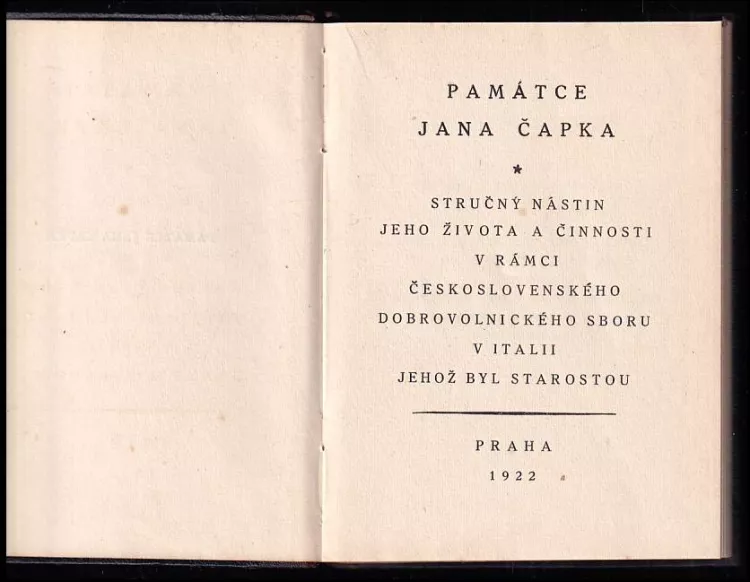 PAMÁTCE
JANA ČAPKA
*
STRUČNÝ NÁSTIN
JEHO ŽIVOTA A ČINNOSTI
V RÁMCI
ČESKOSLOVENSKÉHO
DOBROVOLNICKÉHO SBORU
V ITALII
JEHOŽ BYL STAROSTOU
PRAHA
1922